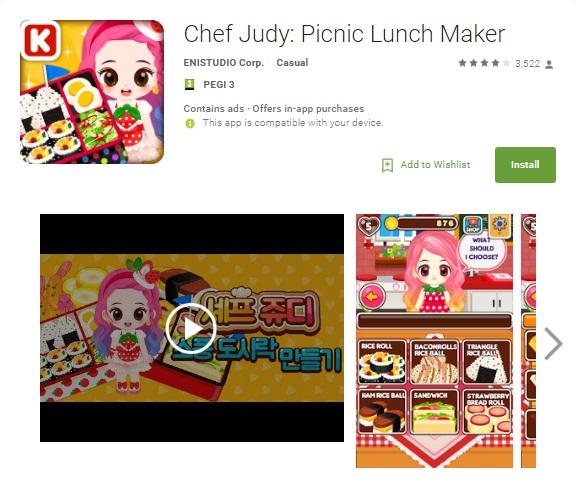 Chef Judy: Picnic Lunch Maker
ENISTUDIO Corp. Casual
3,522
3 PEGI 3
Contains ads · Offers in-app purchases
This app is compatible with your device.
Add to Wishlist
Install
K
셰프 쥬디
소풍 도시락 만들기
5
876
SHOP
WHAT
SHOULD
I CHOOSE?
RICE ROLL
BACONROLLS
RICE BALL
TRIANGLE
RICE BALL
HAM RICE BALL
SANDWICH
STRAWBERRY
BREAD ROLL
5